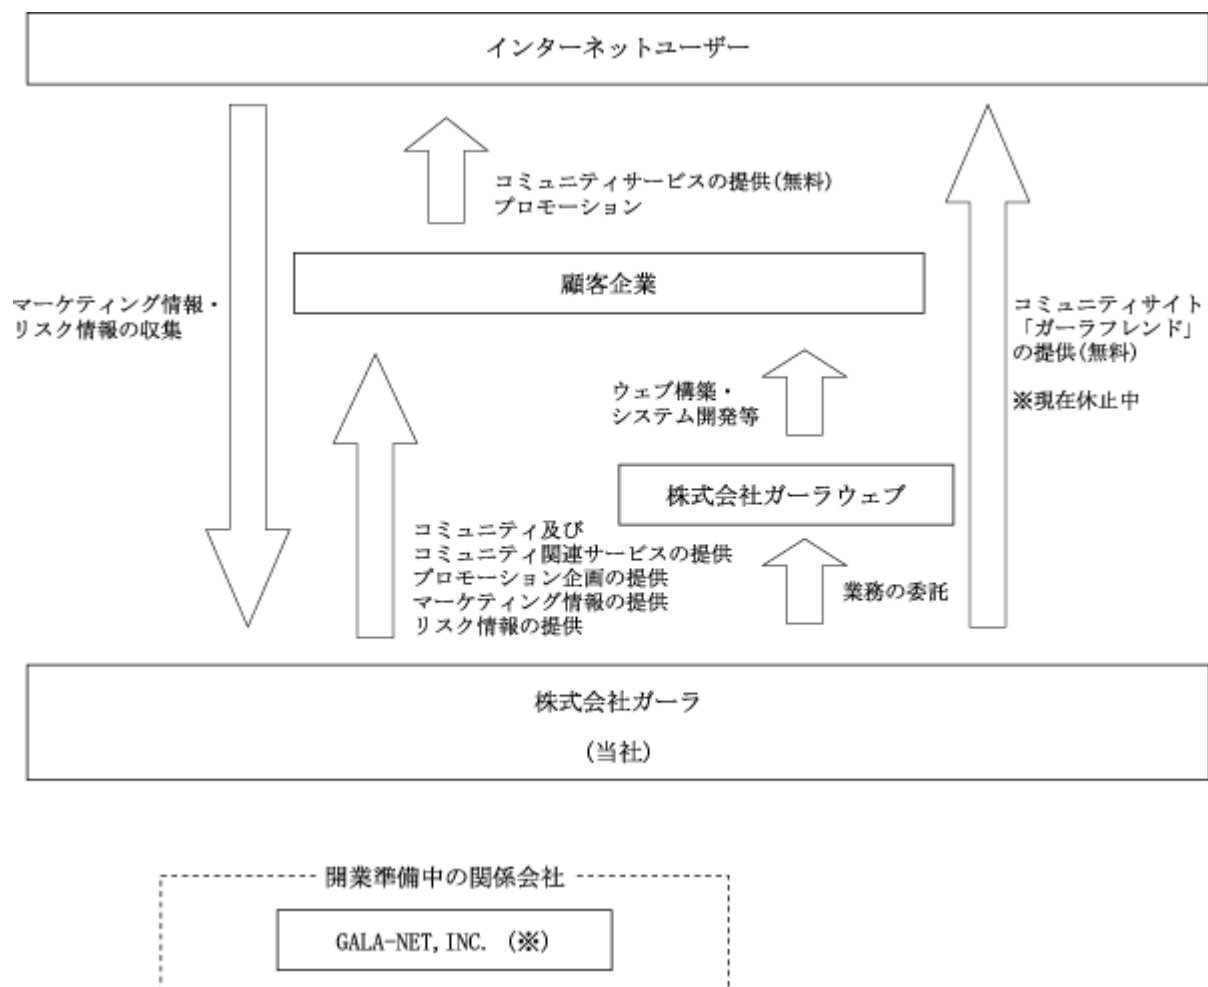 インターネットユーザー
コミュニティサービスの提供(無料)
プロモーション
顧客企業
マーケティング情報・
リスク情報の収集
コミュニティサイト
「ガーラフレンド」
の提供(無料)
※現在休止中
ウェブ構築・
システム開発等
株式会社ガーラウェブ
コミュニティ及び
コミュニティ関連サービスの提供
プロモーション企画の提供
マーケティング情報の提供
リスク情報の提供
業務の委託
株式会社ガーラ
(当社)
開業準備中の関係会社
GALA-NET,INC. (※)